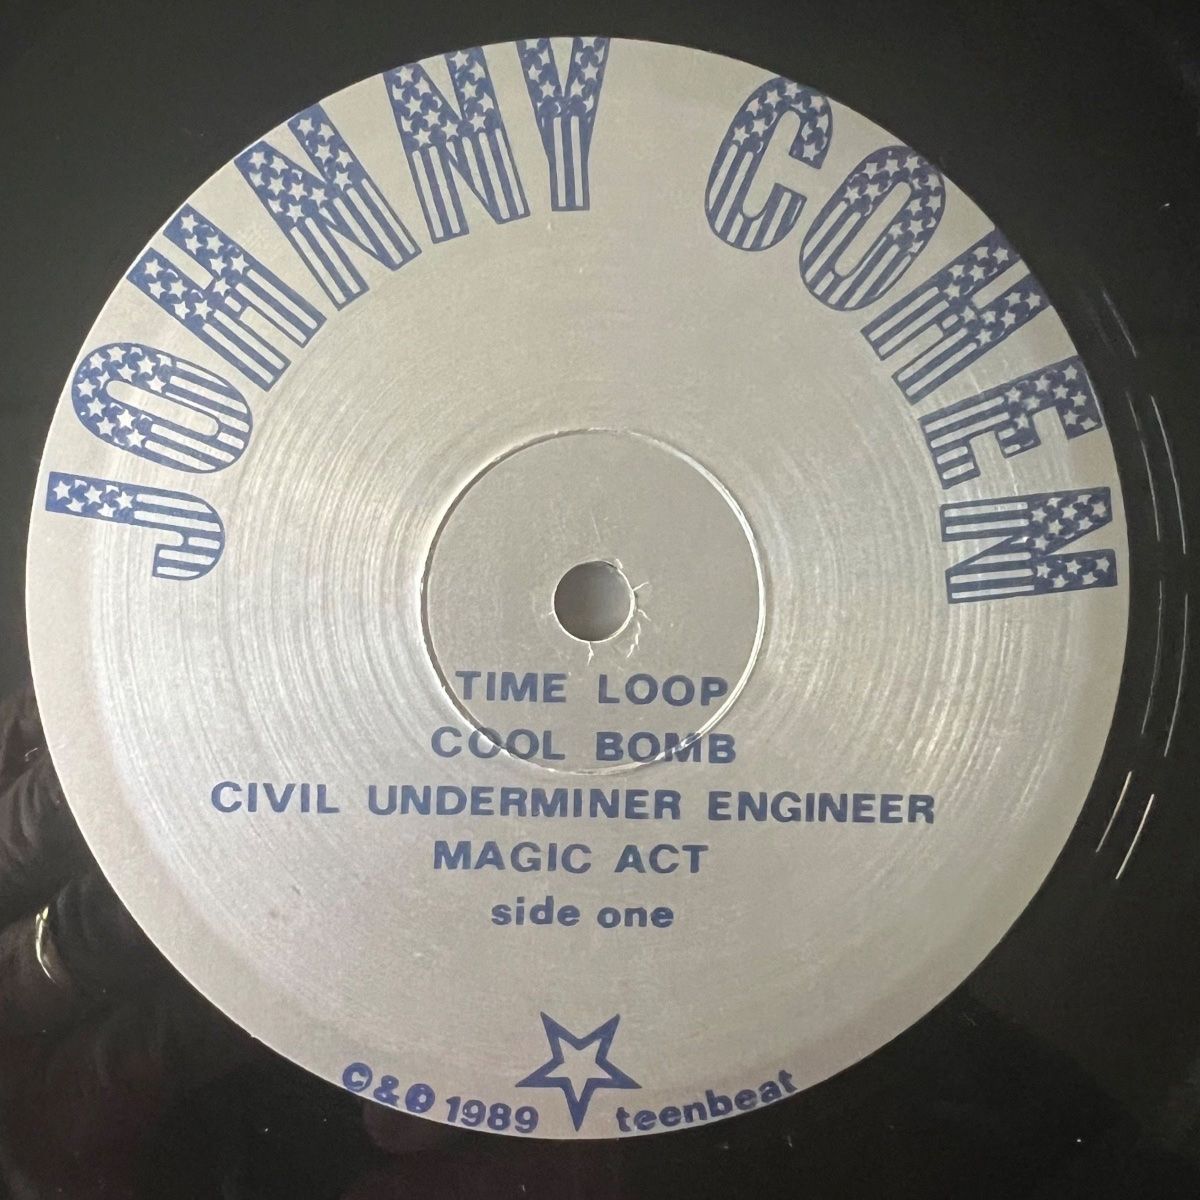 JOHNNY COHEN
TIME LOOP
COOL BOMB
CIVIL UNDERMINER ENGINEER
MAGIC ACT
side one
©&℗ 1989 teenbeat